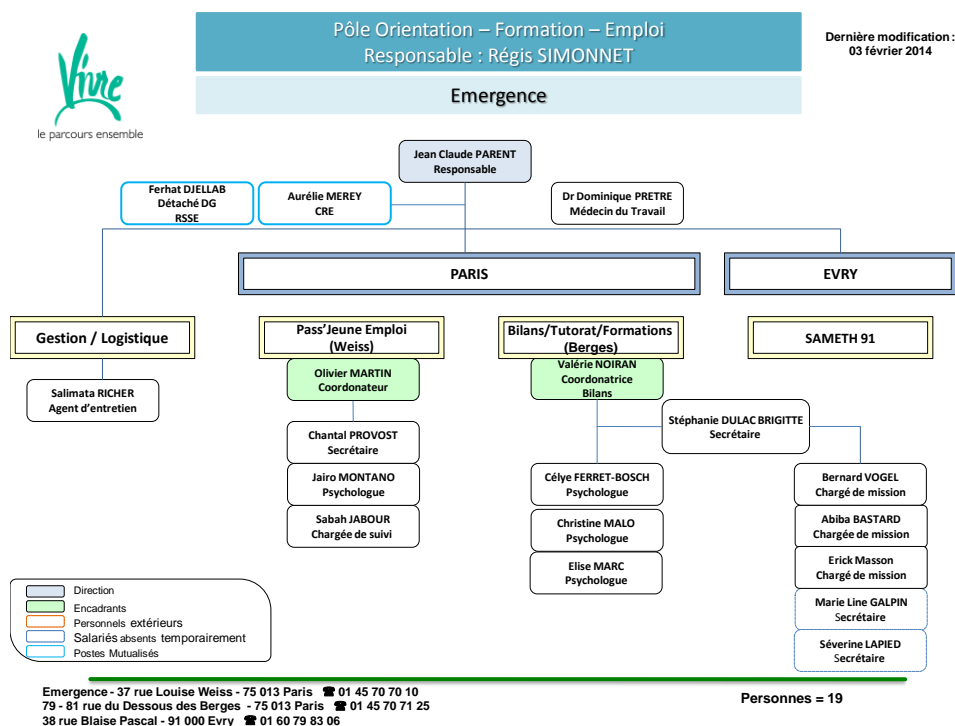 Pôle Orientation – Formation – Emploi
Responsable : Régis SIMONNET
Dernière modification :
03 février 2014
Vivre
le parcours ensemble
Emergence
Jean Claude PARENT
Responsable
Ferhat DJELLAB
Détaché DG
RSSE
Aurélie MEREY
CRE
Dr Dominique PRETRE
Médecin du Travail
PARIS
EVRY
Gestion / Logistique
Pass'Jeune Emploi
(Weiss)
Bilans/Tutorat/Formations
(Berges)
SAMETH 91
Salimata RICHER
Agent d'entretien
Olivier MARTIN
Coordonateur
Valérie NOIRAN
Coordonatrice
Bilans
Stéphanie DULAC BRIGITTE
Secrétaire
Chantal PROVOST
Secrétaire
Jairo MONTANO
Psychologue
Sabah JABOUR
Chargée de suivi
Célye FERRET-BOSCH
Psychologue
Christine MALO
Psychologue
Elise MARC
Psychologue
Bernard VOGEL
Chargé de mission
Abiba BASTARD
Chargée de mission
Erick Masson
Chargé de mission
Marie Line GALPIN
Secrétaire
Séverine LAPIED
Secrétaire
Direction
Encadrants
Personnels extérieurs
Salariés absents temporairement
Postes Mutualisés
Emergence - 37 rue Louise Weiss - 75 013 Paris ☎ 01 45 70 70 10
79 - 81 rue du Dessous des Berges - 75 013 Paris ☎ 01 45 70 71 25
38 rue Blaise Pascal - 91 000 Evry ☎ 01 60 79 83 06
Personnes = 19